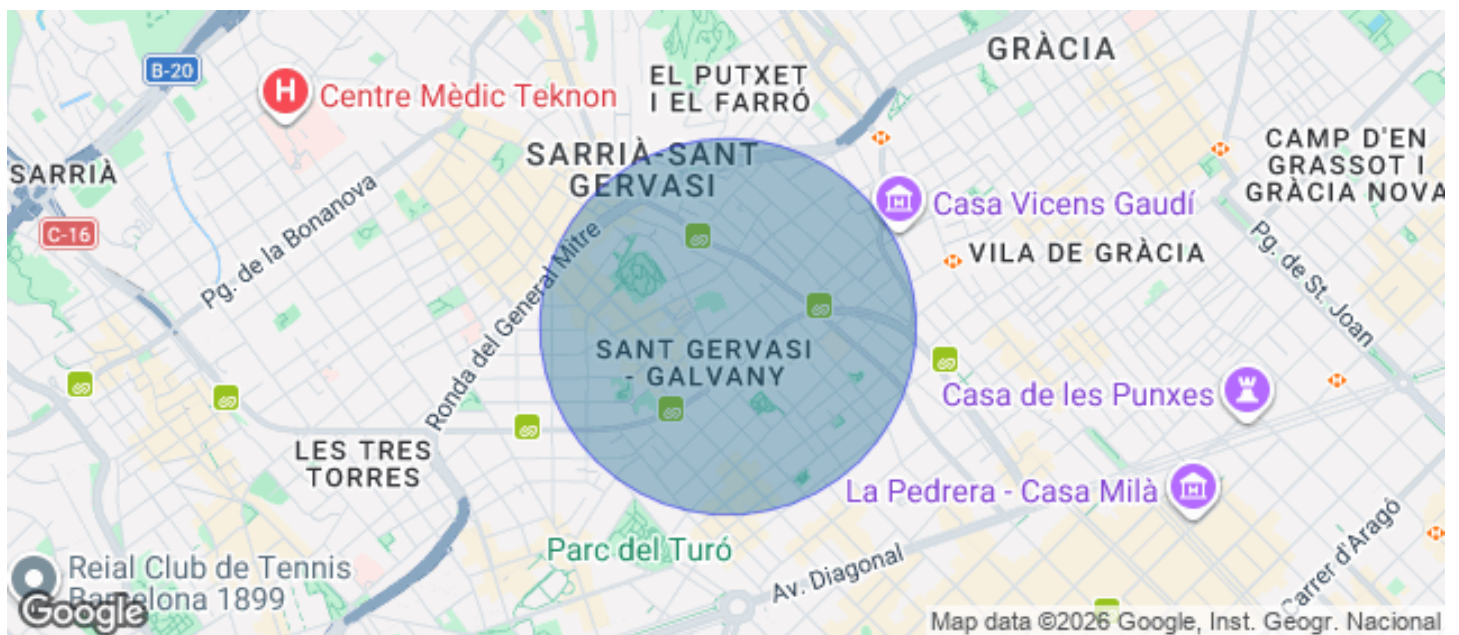 GRÀCIA
B-20
EL PUTXET
I EL FARRÓ
H
Centre Mèdic Teknon
CAMP D'EN
GRASSOT I
GRÀCIA NOVA
SARRIÀ-SANT
GERVASI
SARRIÀ
Casa Vicens Gaudí
C-16
Pg. de la Bonanova
VILA DE GRÀCIA
Pg. de St. Joan
Ronda del General Mitre
SANT GERVASI
- GALVANY
Casa de les Punxes
LES TRES
TORRES
La Pedrera - Casa Milà
Parc del Turó
Av. Diagonal
Carrer d'Aragó
Reial Club de Tennis
Barcelona 1899
Google
Map data ©2026 Google, Inst. Geogr. Nacional